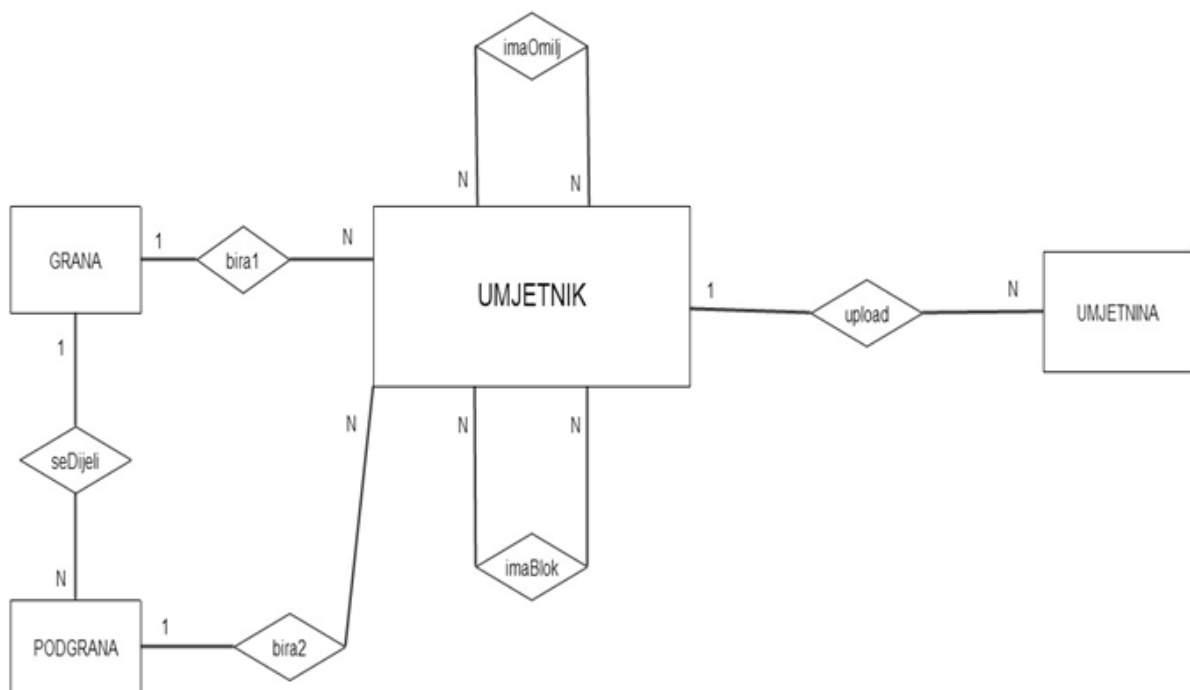 imaOmilj
N
N
GRANA
1
bira1
N
UMJETNIK
1
upload
N
UMJETNINA
1
seDijeli
N
N
N
N
imaBlok
PODGRANA
1
bira2